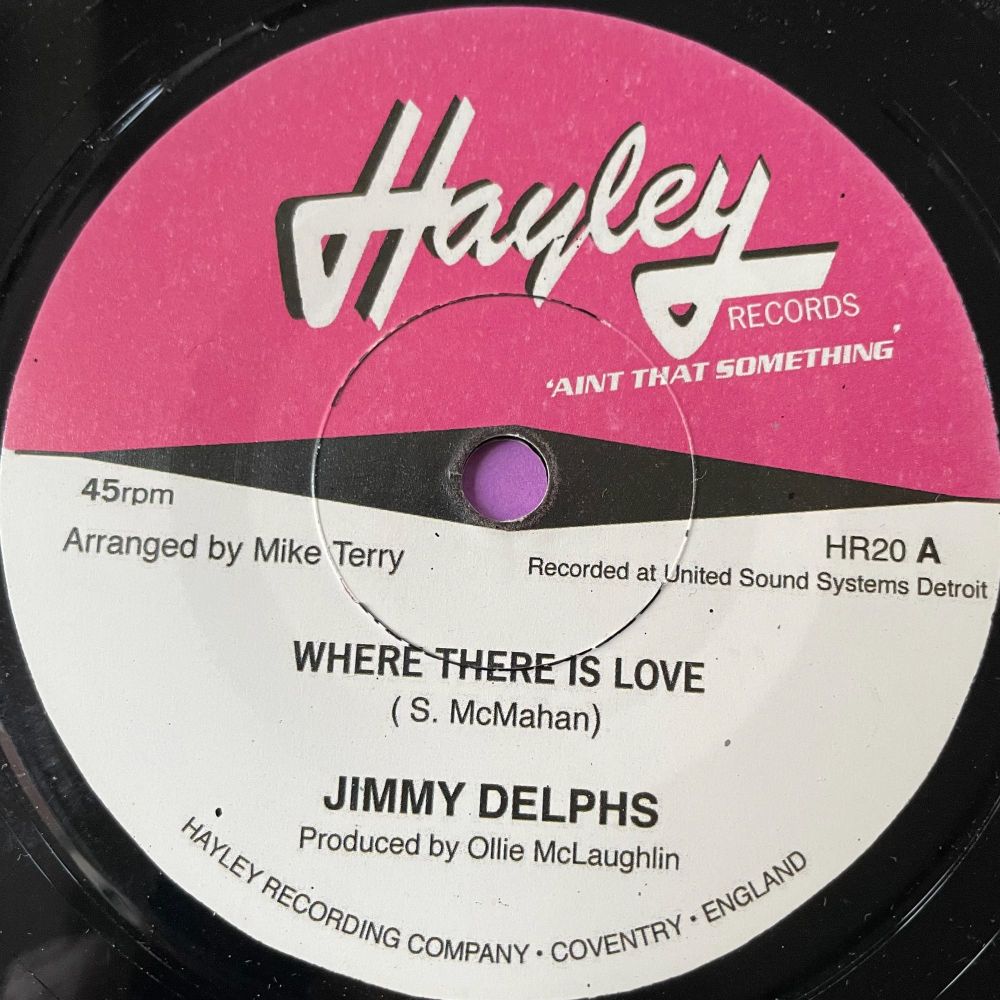 Hayley
RECORDS
‘AINT THAT SOMETHING’
45rpm
HR20 A
Arranged by Mike Terry
Recorded at United Sound Systems Detroit
WHERE THERE IS LOVE
( S. McMahan)
JIMMY DELPHS
Produced by Ollie McLaughlin
HAYLEY RECORDING COMPANY • COVENTRY • ENGLAND